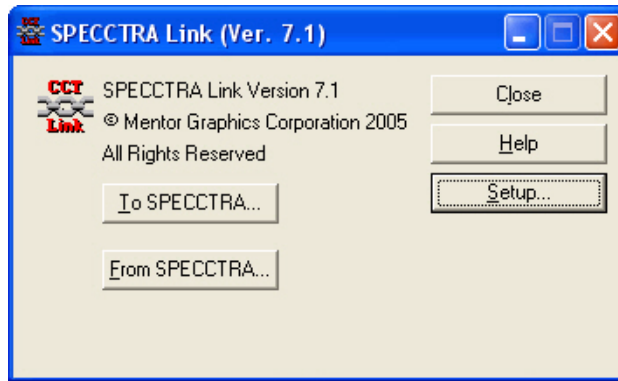 SPECCTRA Link (Ver. 7.1)
CCT
Link
SPECCTRA Link Version 7.1
© Mentor Graphics Corporation 2005
All Rights Reserved
To SPECCTRA...
From SPECCTRA...
Close
Help
Setup...